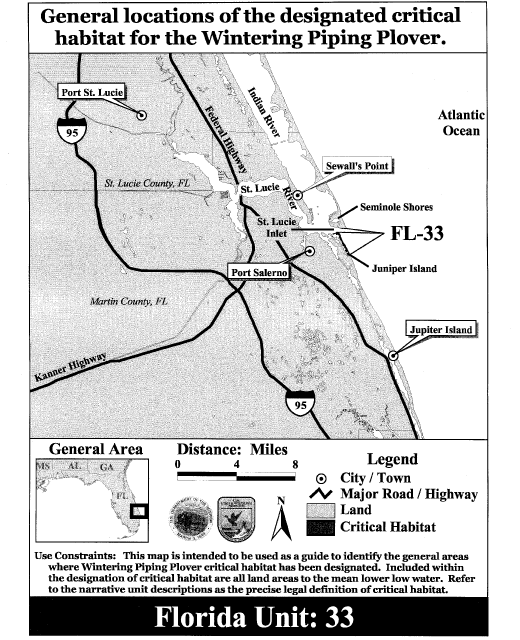 General locations of the designated critical
habitat for the Wintering Piping Plover.
Port St. Lucie
95
Federal Highway
Indian River
Atlantic
Ocean
Sewall's Point
St. Lucie County, FL
St. Lucie
River
Seminole Shores
St. Lucie
Inlet
FL-33
Port Salerno
Juniper Island
Martin County, FL
Jupiter Island
Kanner Highway
95
General Area
MS AL GA
FL
Distance: Miles
0 4 8
N
Legend
City / Town
Major Road / Highway
Land
Critical Habitat
Use Constraints: This map is intended to be used as a guide to identify the general areas
where Wintering Piping Plover critical habitat has been designated. Included within
the designation of critical habitat are all land areas to the mean lower low water. Refer
to the narrative unit descriptions as the precise legal definition of critical habitat.
Florida Unit: 33